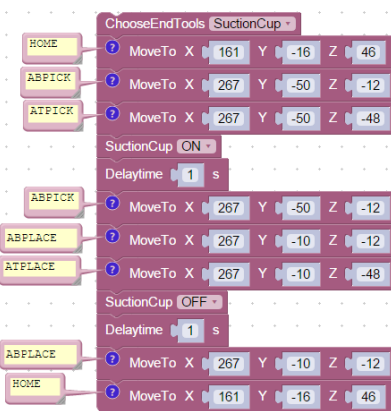 ChooseEndTools SuctionCup
HOME ? MoveTo X 161 Y -16 Z 46
ABPICK ? MoveTo X 267 Y -50 Z -12
ATPICK ? MoveTo X 267 Y -50 Z -48
SuctionCup ON
Delaytime 1 s
ABPICK ? MoveTo X 267 Y -50 Z -12
ABPLACE ? MoveTo X 267 Y -10 Z -12
ATPLACE ? MoveTo X 267 Y -10 Z -48
SuctionCup OFF
Delaytime 1 s
ABPLACE ? MoveTo X 267 Y -10 Z -12
HOME ? MoveTo X 161 Y -16 Z 46